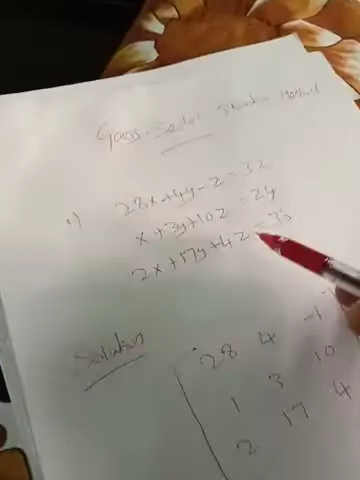 Gauss-Seidel Iteration Method
1) 28x+4y-z=32
x+3y+10z=24
2x+17y+4z=35
Solution
28 4 -1
1 3 10
2 17 4